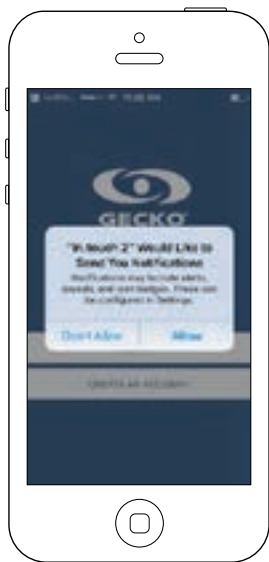 GECKO
"in.touch 2" Would Like to
Send You Notifications
Notifications may include alerts,
sounds, and icon badges. These can
be configured in Settings.
Don't Allow
Allow
CREATE AN ACCOUNT